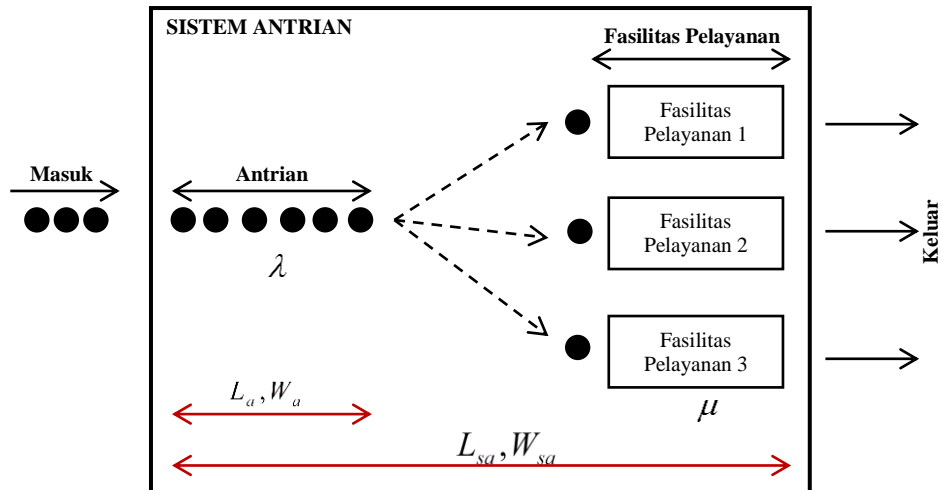 SISTEM ANTRIAN
Fasilitas Pelayanan
Fasilitas
Pelayanan 1
Masuk
Antrian
λ
Fasilitas
Pelayanan 2
Keluar
Fasilitas
Pelayanan 3
μ
L_a, W_a
L_sa, W_sa